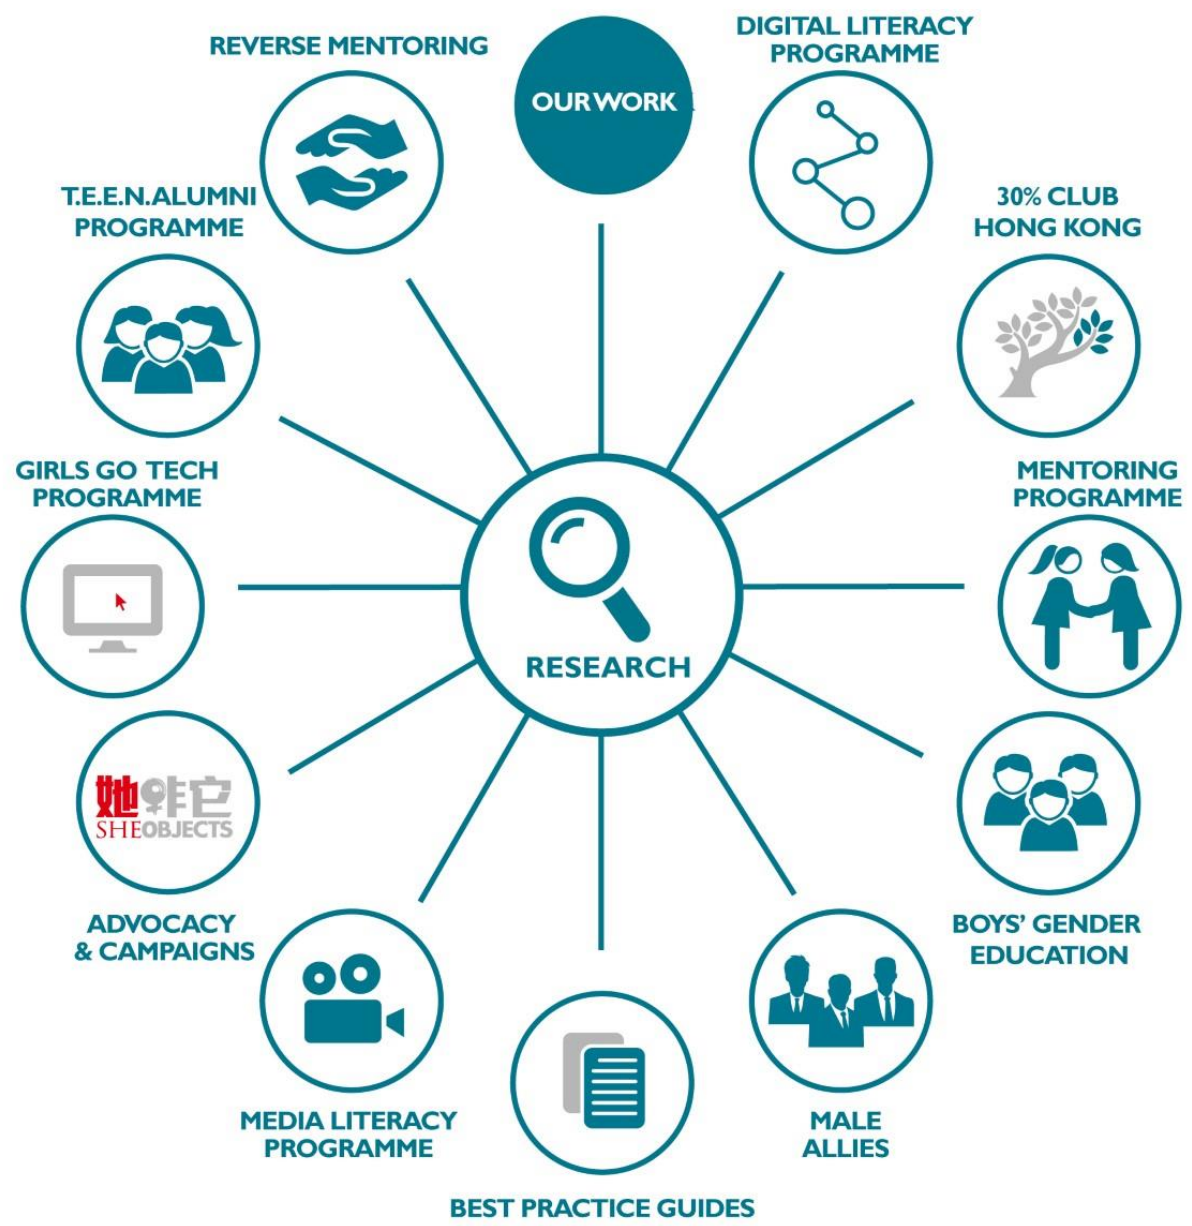 OUR WORK
DIGITAL LITERACY
PROGRAMME
30% CLUB
HONG KONG
MENTORING
PROGRAMME
BOYS' GENDER
EDUCATION
MALE
ALLIES
BEST PRACTICE GUIDES
MEDIA LITERACY
PROGRAMME
她唓它
SHEOBJECTS
ADVOCACY
& CAMPAIGNS
GIRLS GO TECH
PROGRAMME
T.E.E.N.ALUMNI
PROGRAMME
REVERSE MENTORING
RESEARCH